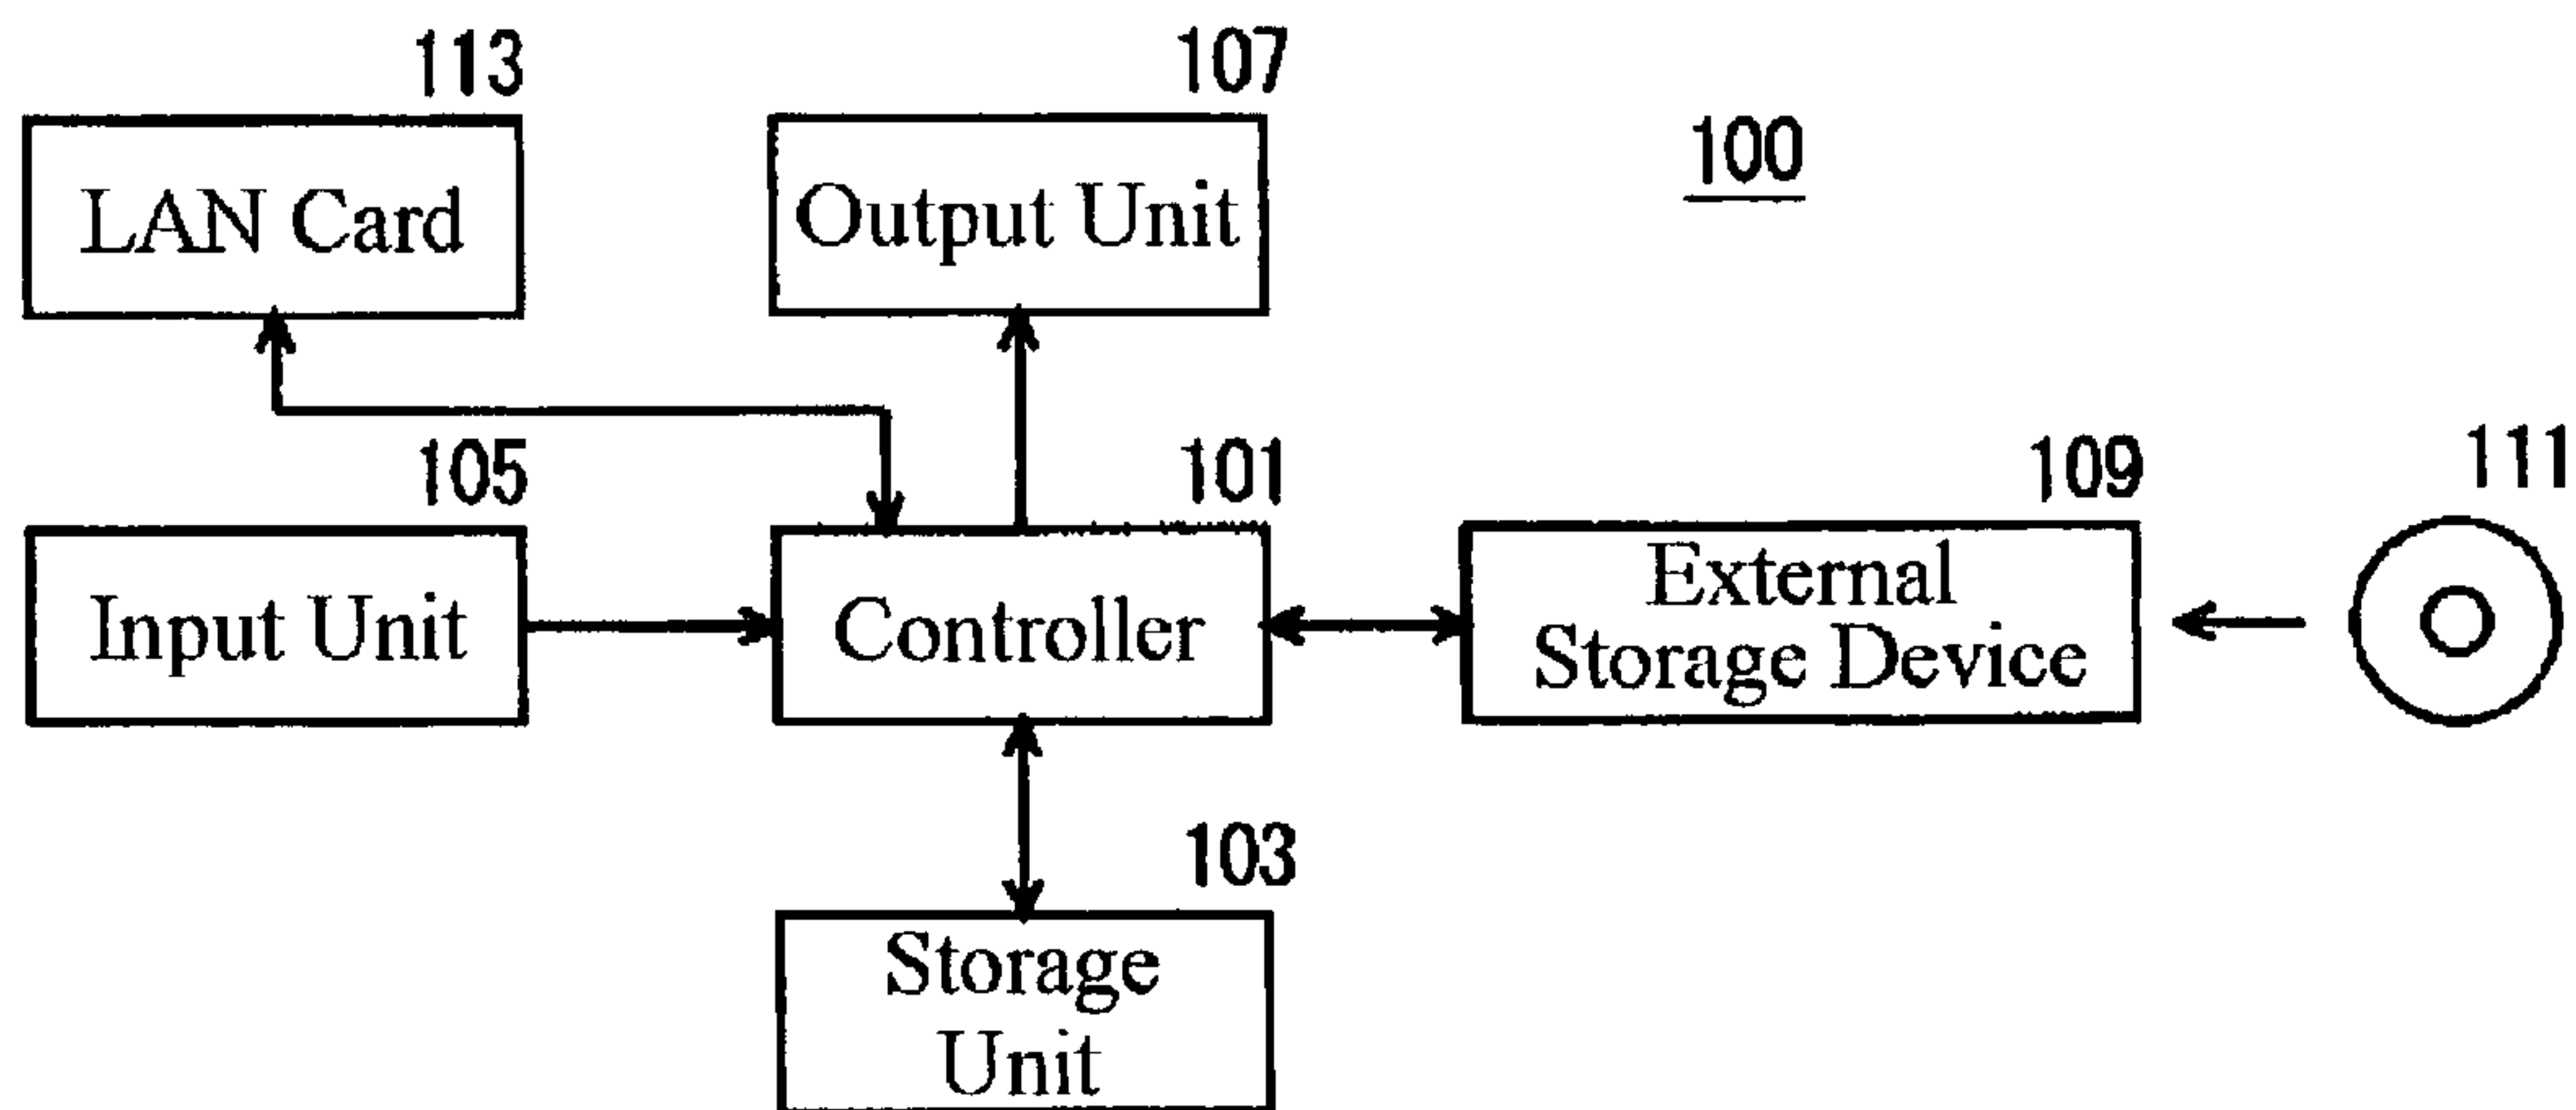 113
107
LAN Card
Output Unit
100
105
101
109
111
Input Unit
Controller
External
Storage Device
103
Storage
Unit